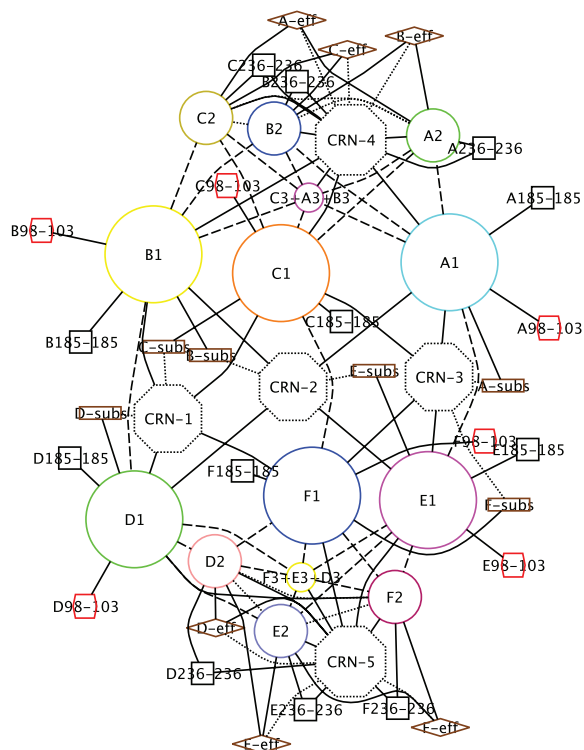 A-eff
B-eff
C-eff
C236-236
B236-236
C2
B2
CRN-4
A2
A236-236
C98-103
C3+A3+B3
A185-185
B98-103
B1
C1
A1
C185-185
A98-103
B185-185
C-subs
B-subs
CRN-2
E-subs
CRN-3
A-subs
D-subs
CRN-1
F98-103
E185-185
D185-185
F185-185
F1
E1
F-subs
D1
D2
F3+E3+D3
E98-103
D98-103
F2
D-eff
E2
CRN-5
D236-236
E236-236
F236-236
E-eff
F-eff